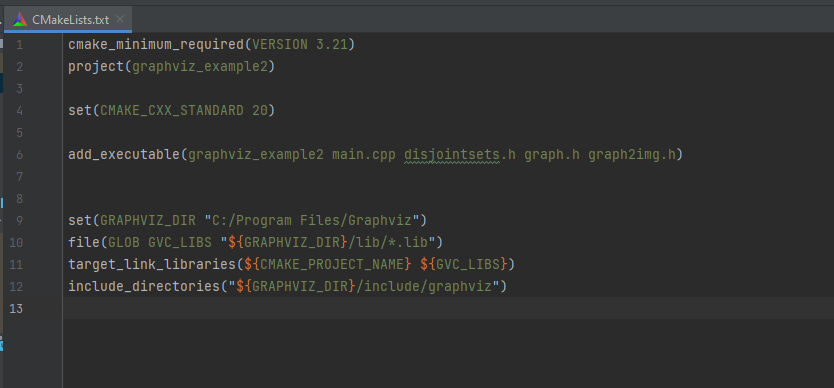 CMakeLists.txt
1 cmake_minimum_required(VERSION 3.21)
2 project(graphviz_example2)
3
4 set(CMAKE_CXX_STANDARD 20)
5
6 add_executable(graphviz_example2 main.cpp disjointsets.h graph.h graph2img.h)
7
8
9 set(GRAPHVIZ_DIR "C:/Program Files/Graphviz")
10 file(GLOB GVC_LIBS "${GRAPHVIZ_DIR}/lib/*.lib")
11 target_link_libraries(${CMAKE_PROJECT_NAME} ${GVC_LIBS})
12 include_directories("${GRAPHVIZ_DIR}/include/graphviz")
13